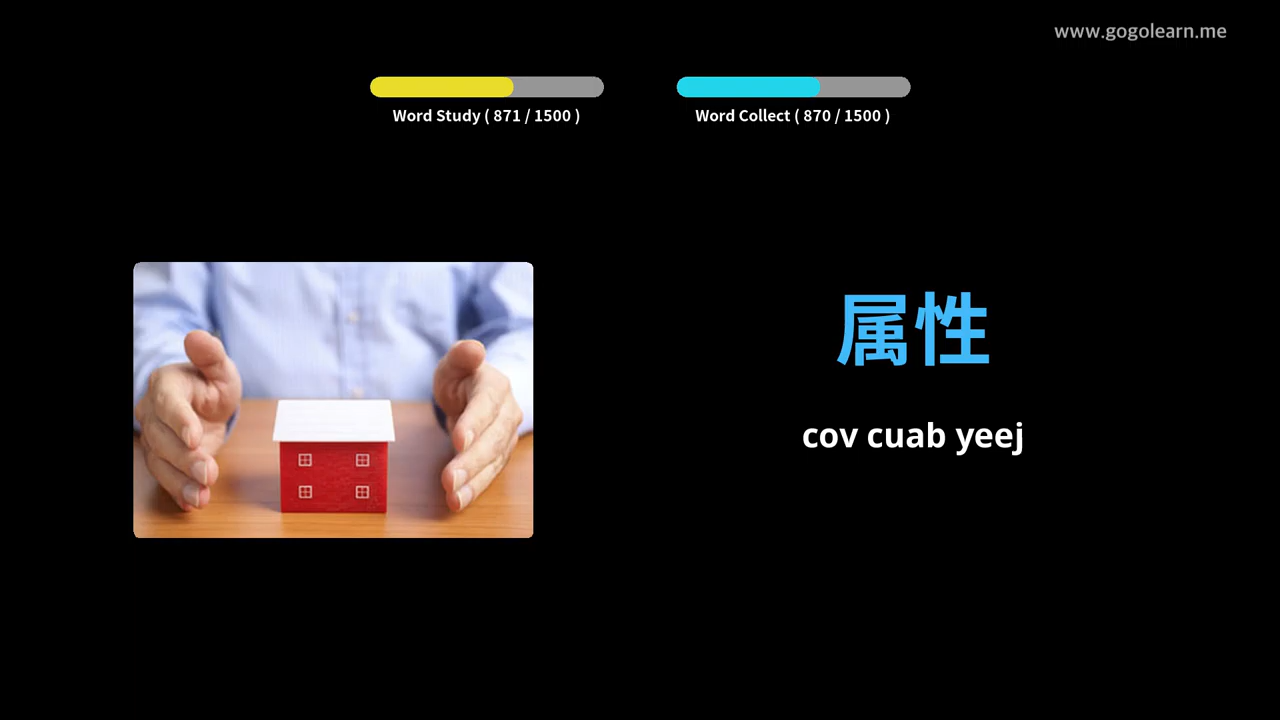 www.gogolearn.me
Word Study ( 871 / 1500 )
Word Collect ( 870 / 1500 )
属性
cov cuab yeej